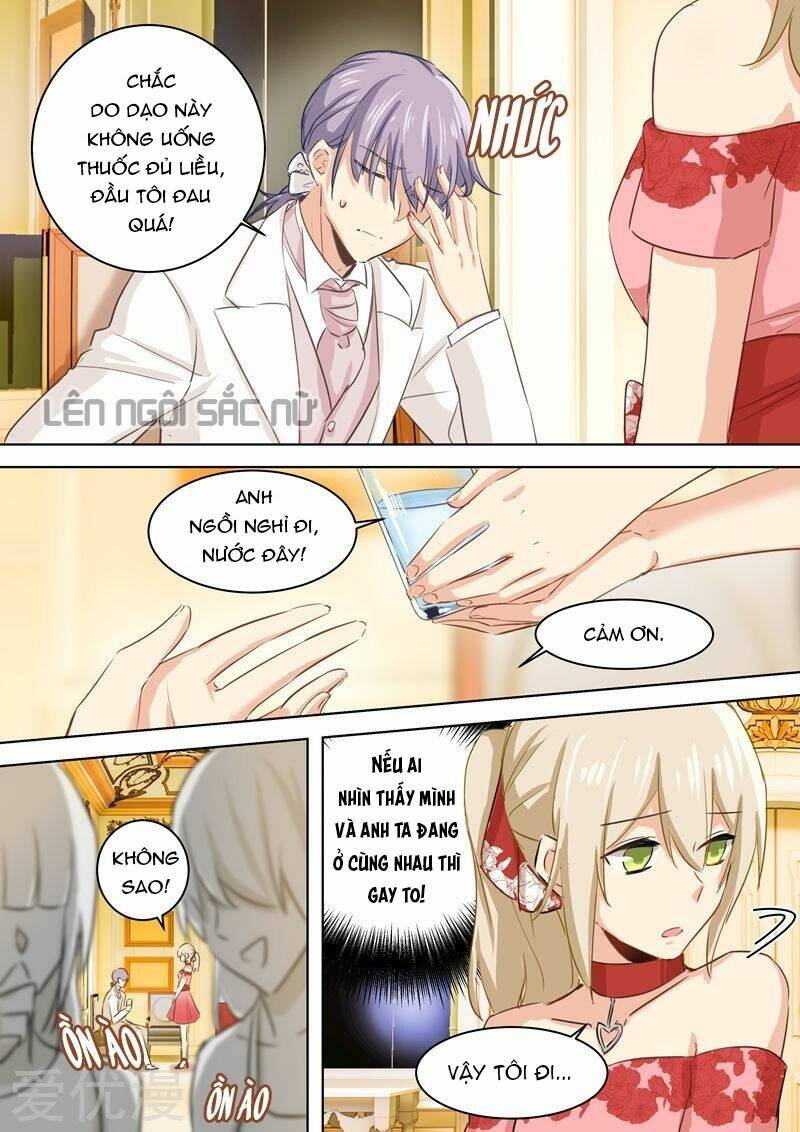 CHẮC
DO DẠO NÀY
KHÔNG UỐNG
THUỐC ĐỦ LIỀU,
ĐẦU TÔI ĐAU
QUÁ!
NHỨC
LÊN NGÔI SẮC NỮ
ANH
NGỒI NGHỈ ĐI,
NƯỚC ĐÂY!
CẢM ƠN.
KHÔNG
SAO!
ỒN ÀO
ỒN ÀO
NẾU AI
NHÌN THẤY MÌNH
VÀ ANH TA ĐANG
Ở CÙNG NHAU THÌ
GAY TO!
VẬY TÔI ĐI...
爱优漫